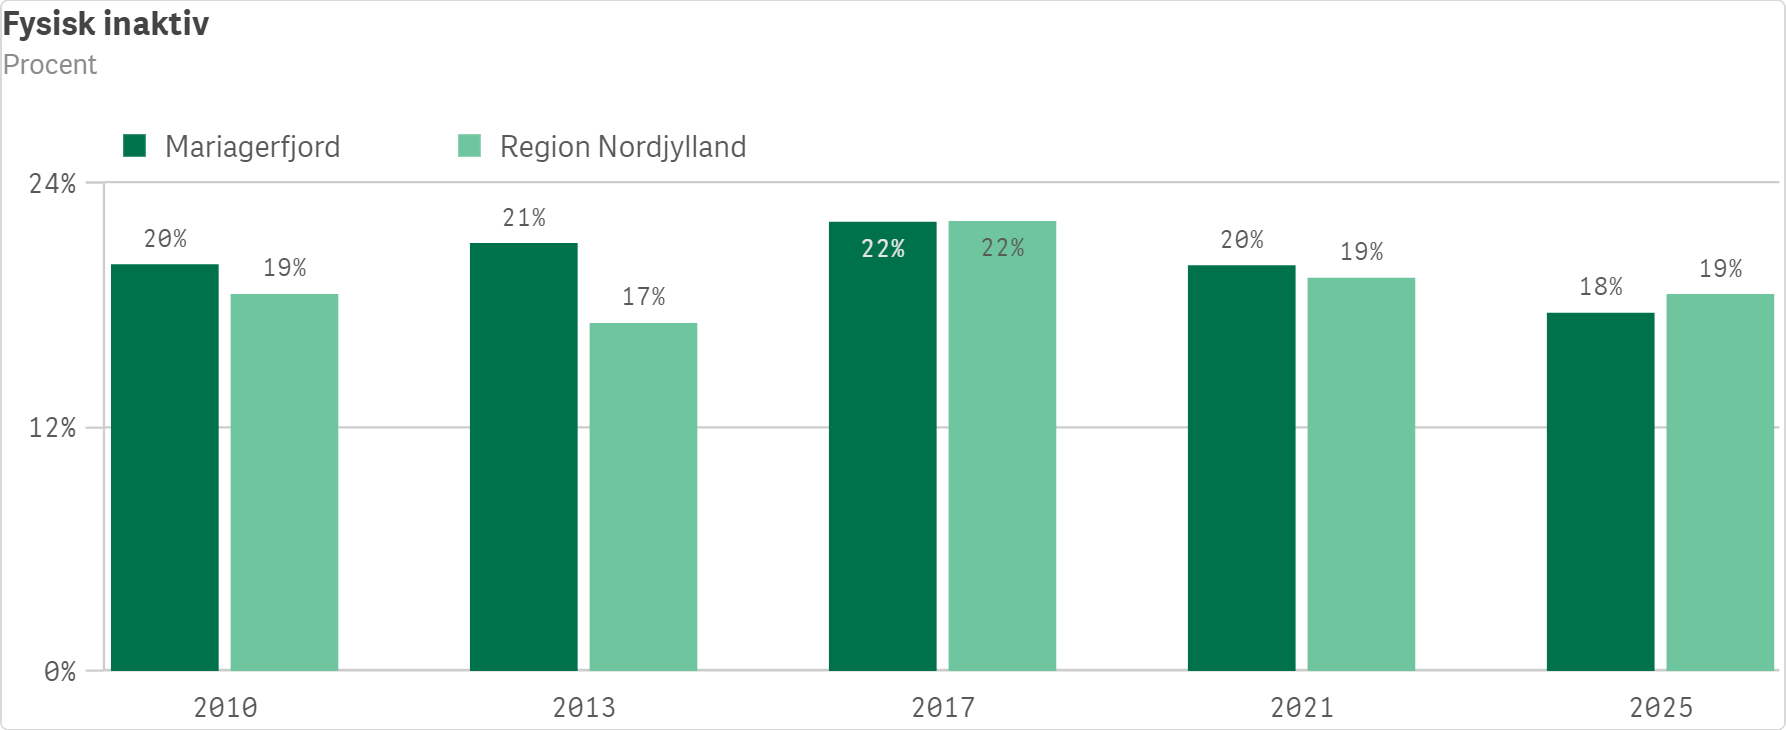 Fysisk inaktiv
Procent
Mariagerfjord Region Nordjylland
24%
12%
0%
20% 19% 21% 17% 22% 22% 20% 19% 18% 19%
2010 2013 2017 2021 2025